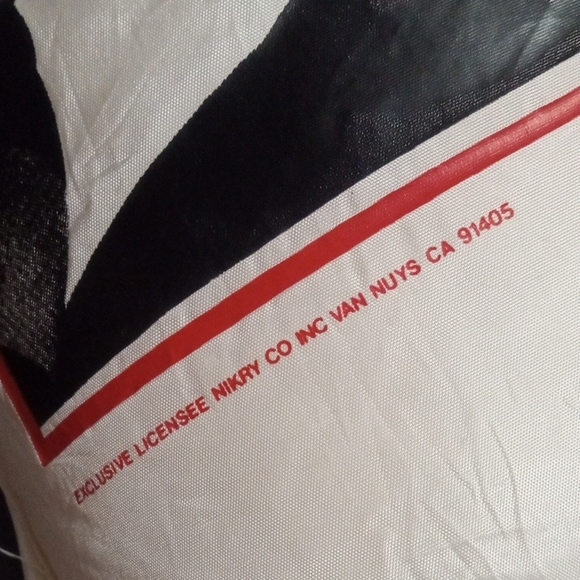 EXCLUSIVE LICENSEE NIKRY CO INC VAN NUYS CA 91405